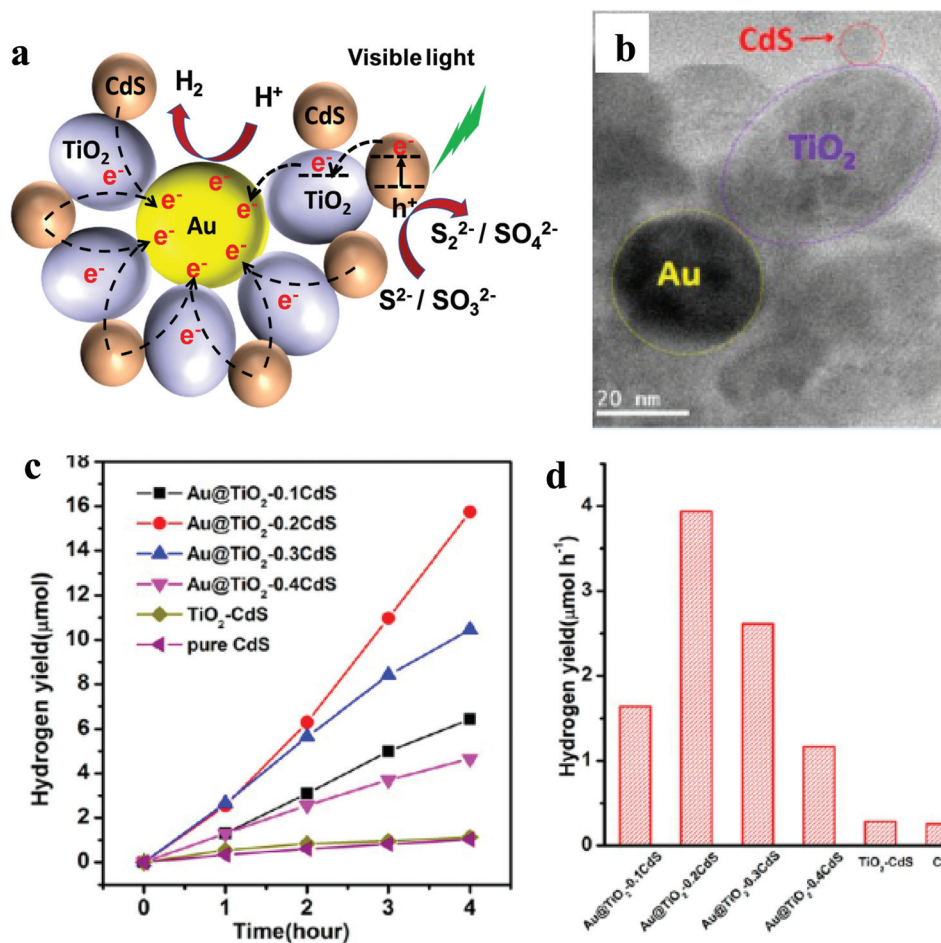 a
Visible light
CdS
H₂
H⁺
CdS
TiO₂
e⁻
e⁻
e⁻
e⁻
TiO₂
h⁺
Au
e⁻
e⁻
e⁻
e⁻
e⁻
e⁻
e⁻
e⁻
S₂²⁻ / SO₄²⁻
S²⁻ / SO₃²⁻
b
CdS
TiO₂
Au
20 nm
c
Hydrogen yield(μmol)
18
16
14
12
10
8
6
4
2
0
Au@TiO₂-0.1CdS
Au@TiO₂-0.2CdS
Au@TiO₂-0.3CdS
Au@TiO₂-0.4CdS
TiO₂-CdS
pure CdS
0 1 2 3 4
Time(hour)
d
Hydrogen yield(μmol h⁻¹)
4
3
2
1
0
Au@TiO₂-0.1CdS
Au@TiO₂-0.2CdS
Au@TiO₂-0.3CdS
Au@TiO₂-0.4CdS
TiO₂-CdS